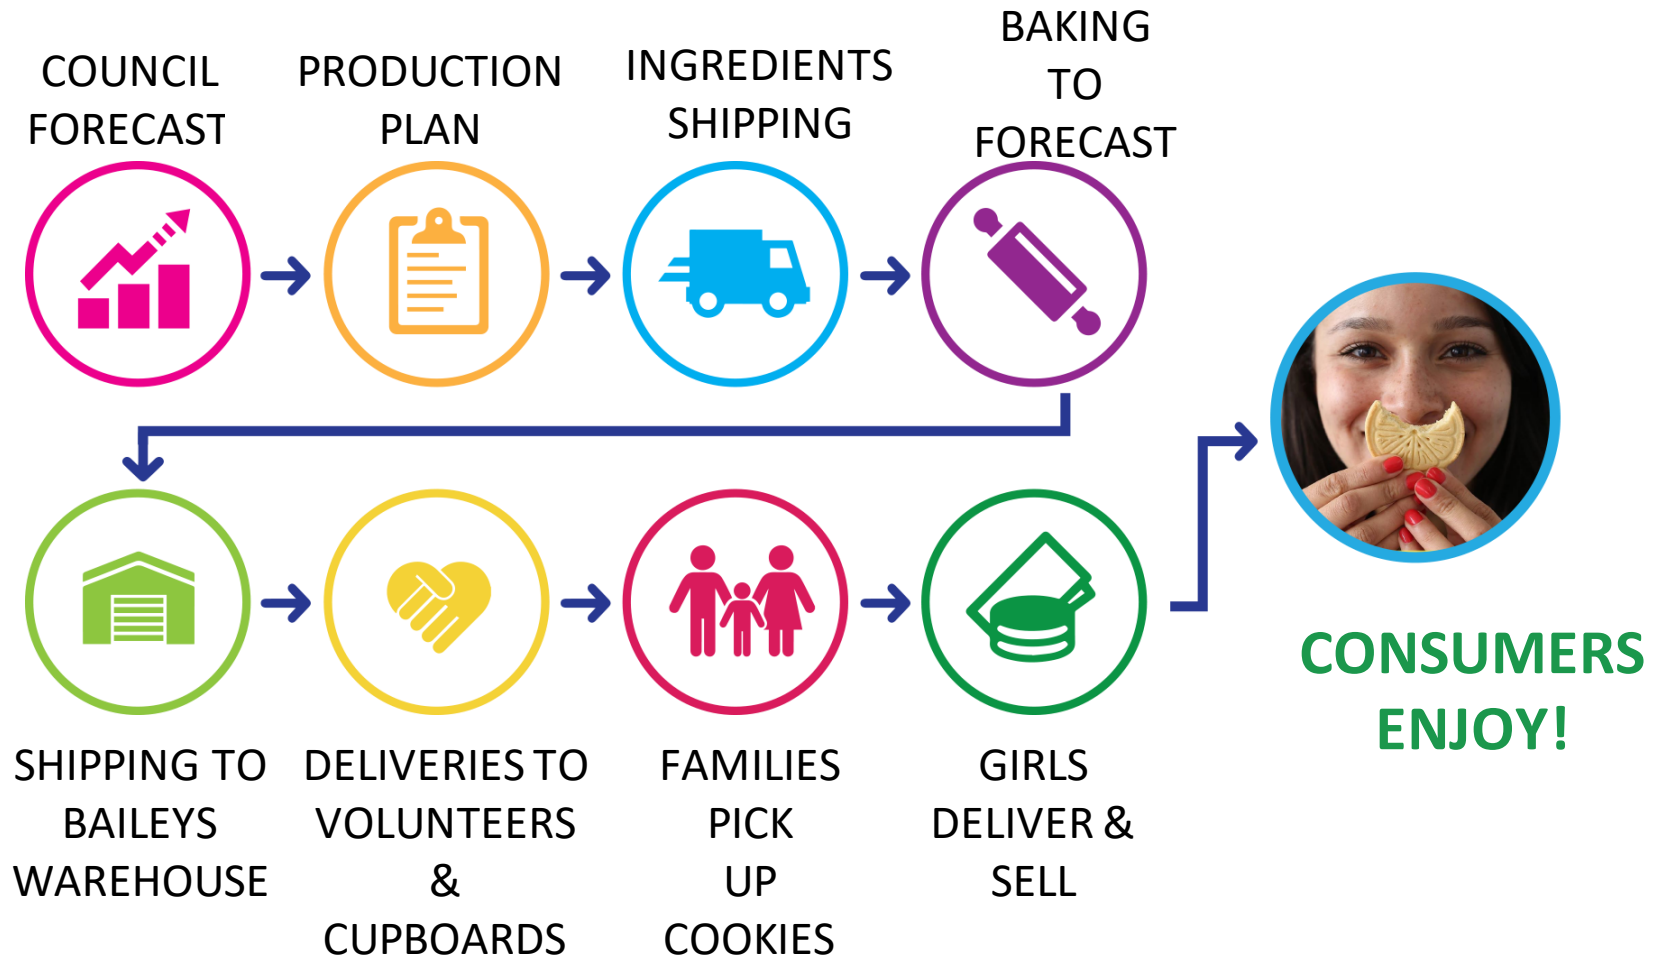 COUNCIL
FORECAST
PRODUCTION
PLAN
INGREDIENTS
SHIPPING
BAKING
TO
FORECAST
SHIPPING TO
BAILEYS
WAREHOUSE
DELIVERIES TO
VOLUNTEERS
&
CUPBOARDS
FAMILIES
PICK
UP
COOKIES
GIRLS
DELIVER &
SELL
CONSUMERS
ENJOY!